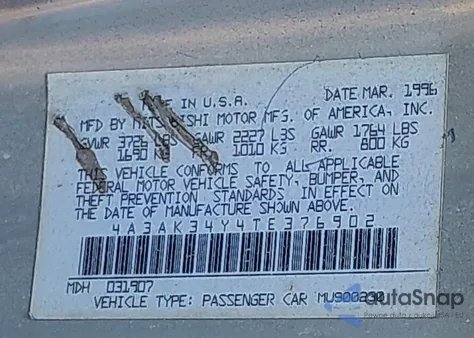 MADE IN U.S.A. DATE MAR. 1996
MFD BY MITSUBISHI MOTOR MFG. OF AMERICA, INC.
GVWR 3726 LBS GAWR 2227 LBS GAWR 1764 LBS
1690 KG 1010 KG RR. 800 KG
THIS VEHICLE CONFORMS TO ALL APPLICABLE
FEDERAL MOTOR VEHICLE SAFETY, BUMPER, AND
THEFT PREVENTION STANDARDS IN EFFECT ON
THE DATE OF MANUFACTURE SHOWN ABOVE.
4A3AK34Y4TE376902
MDH 031907
VEHICLE TYPE: PASSENGER CAR MU900230
autaSnap